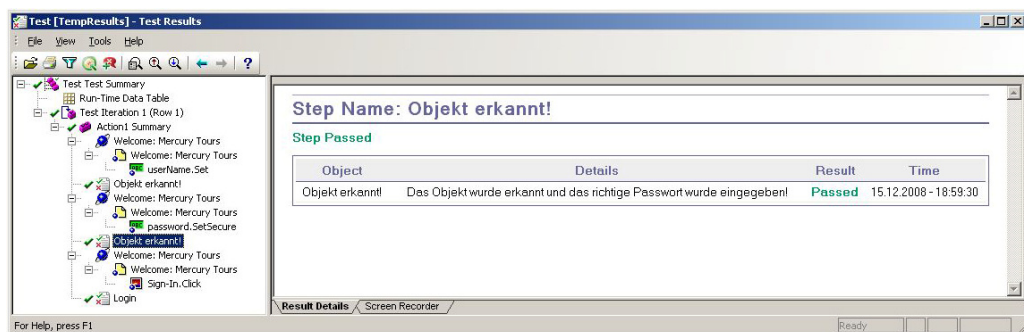 Test [TempResults] - Test Results
File View Tools Help
Test Test Summary
Run-Time Data Table
Test Iteration 1 (Row 1)
Action1 Summary
Welcome: Mercury Tours
Welcome: Mercury Tours
userName.Set
Objekt erkannt!
Welcome: Mercury Tours
Welcome: Mercury Tours
password.SetSecure
Objekt erkannt!
Welcome: Mercury Tours
Welcome: Mercury Tours
Sign-In.Click
Login
Step Name: Objekt erkannt!
Step Passed
Object Details Result Time
Objekt erkannt! Das Objekt wurde erkannt und das richtige Passwort wurde eingegeben! Passed 15.12.2008 - 18:59:30
Result Details Screen Recorder
For Help, press F1 Ready